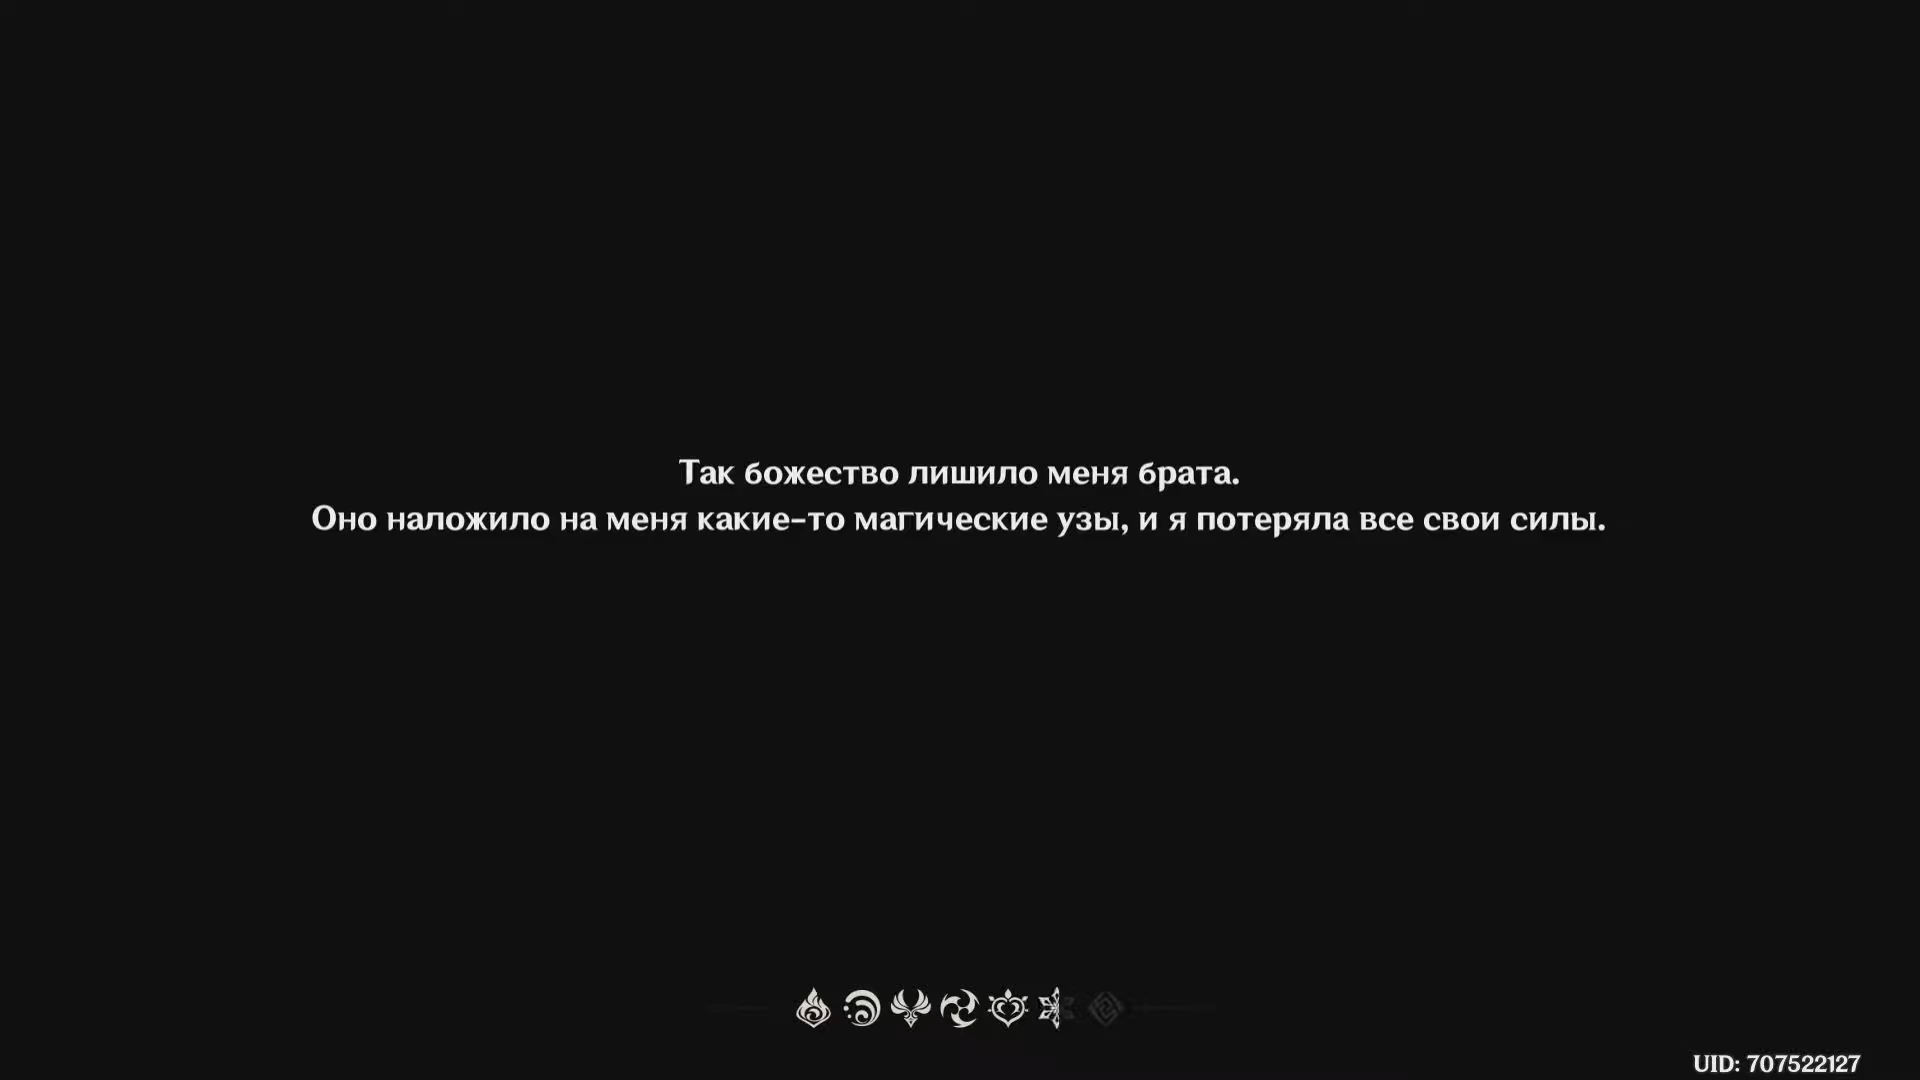 Так божество лишило меня брата.
Оно наложило на меня какие-то магические узы, и я потеряла все свои силы.
UID: 707522127